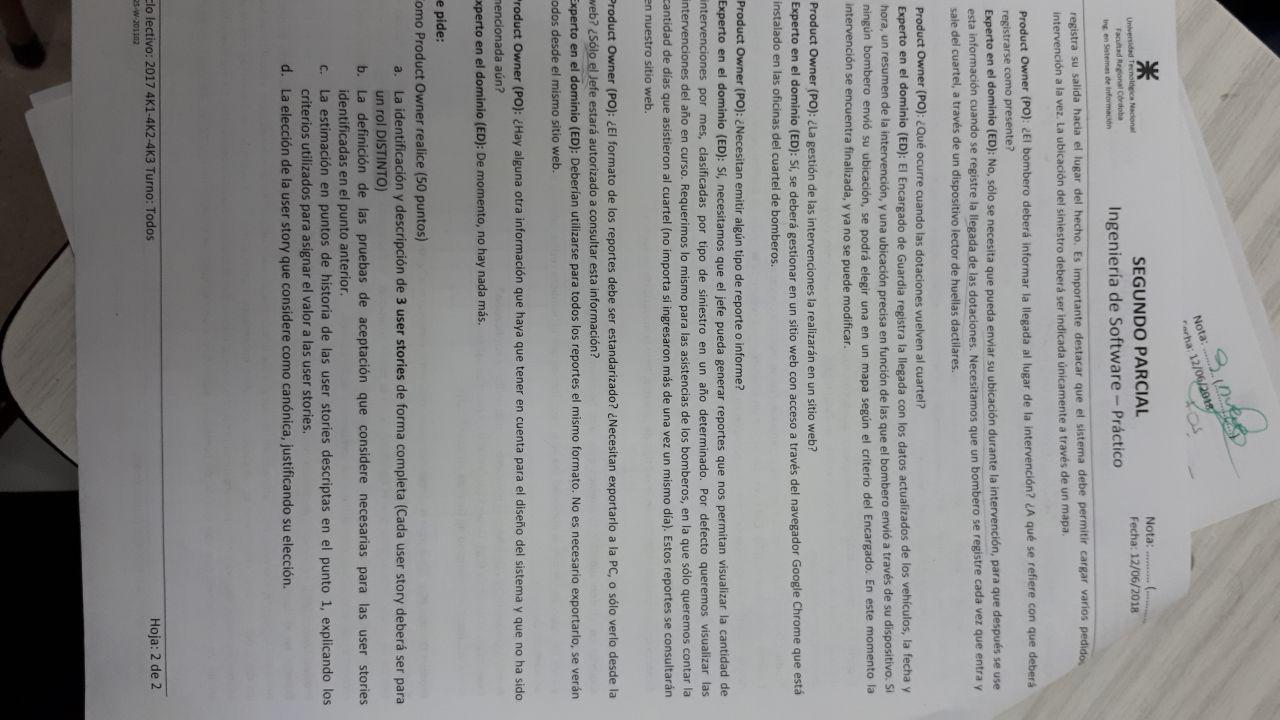 Universidad Tecnológica Nacional
Facultad Regional Córdoba
Ing. en Sistemas de Información
SEGUNDO PARCIAL
Ingeniería de Software – Práctico
Nota: ........... (...........
Fecha: 12/06/2018
Nota: ......
Fecha: 12/06/2018
registra su salida hacia el lugar del hecho. Es importante destacar que el sistema debe permitir cargar varios pedidos
intervención a la vez. La ubicación del siniestro deberá ser indicada únicamente a través de un mapa.
Product Owner (PO): ¿El bombero deberá informar la llegada al lugar de la intervención? ¿A qué se refiere con que deberá
registrarse como presente?
Experto en el dominio (ED): No, sólo se necesita que pueda enviar su ubicación durante la intervención, para que después se use
esta información cuando se registre la llegada de las dotaciones. Necesitamos que un bombero se registre cada vez que entra y
sale del cuartel, a través de un dispositivo lector de huellas dactilares.
Product Owner (PO): ¿Qué ocurre cuando las dotaciones vuelven al cuartel?
Experto en el dominio (ED): El Encargado de Guardia registra la llegada con los datos actualizados de los vehículos, la fecha y
hora, un resumen de la intervención, y una ubicación precisa en función de las que el bombero envió a través de su dispositivo. Si
ningún bombero envió su ubicación, se podrá elegir una en un mapa según el criterio del Encargado. En este momento la
intervención se encuentra finalizada, y ya no se puede modificar.
Product Owner (PO): ¿La gestión de las intervenciones la realizarán en un sitio web?
Experto en el dominio (ED): Sí, se deberá gestionar en un sitio web con acceso a través del navegador Google Chrome que está
instalado en las oficinas del cuartel de bomberos.
Product Owner (PO): ¿Necesitan emitir algún tipo de reporte o informe?
Experto en el dominio (ED): Sí, necesitamos que el jefe pueda generar reportes que nos permitan visualizar la cantidad de
intervenciones por mes, clasificadas por tipo de siniestro en un año determinado. Por defecto queremos visualizar las
intervenciones del año en curso. Requerimos lo mismo para las asistencias de los bomberos, en la que sólo queremos contar la
cantidad de días que asistieron al cuartel (no importa si ingresaron más de una vez un mismo día). Estos reportes se consultarán
en nuestro sitio web.
Product Owner (PO): ¿El formato de los reportes debe ser estandarizado? ¿Necesitan exportarlo a la PC, o sólo verlo desde la
web? ¿Sólo el Jefe estará autorizado a consultar esta información?
Experto en el dominio (ED): Deberían utilizarse para todos los reportes el mismo formato. No es necesario exportarlo, se verán
odos desde el mismo sitio web.
Product Owner (PO): ¿Hay alguna otra información que haya que tener en cuenta para el diseño del sistema y que no ha sido
mencionada aún?
xperto en el dominio (ED): De momento, no hay nada más.
e pide:
omo Product Owner realice (50 puntos)
a. La identificación y descripción de 3 user stories de forma completa (Cada user story deberá ser para
un rol DISTINTO)
b. La definición de las pruebas de aceptación que considere necesarias para las user stories
identificadas en el punto anterior.
c. La estimación en puntos de historia de las user stories descriptas en el punto 1, explicando los
criterios utilizados para asignar el valor a las user stories.
d. La elección de la user story que considere como canónica, justificando su elección.
clo lectivo: 2017 4K1-4K2-4K3 Turno: Todos
Hoja: 2 de 2